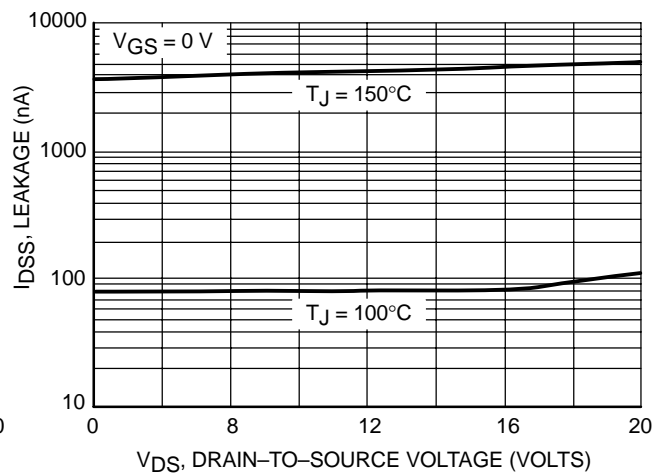 10000
VGS = 0 V
TJ = 150°C
1000
IDSS, LEAKAGE (nA)
100
TJ = 100°C
10
0
0
8
12
16
20
VDS, DRAIN–TO–SOURCE VOLTAGE (VOLTS)